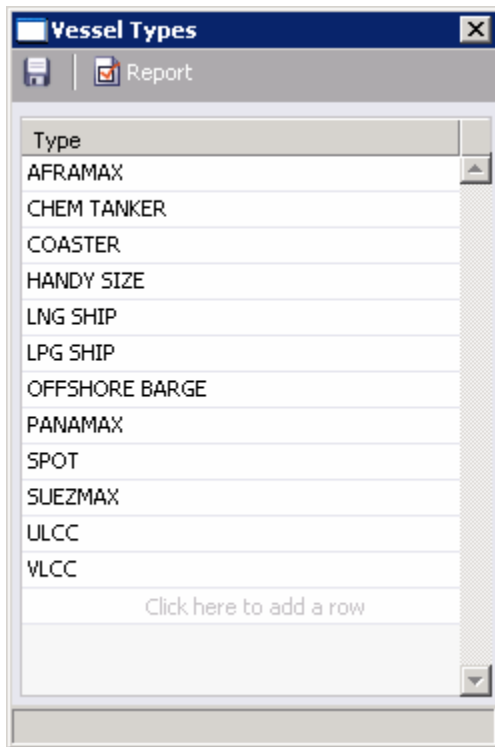 Vessel Types
Report
Type
AFRAMAX
CHEM TANKER
COASTER
HANDY SIZE
LNG SHIP
LPG SHIP
OFFSHORE BARGE
PANAMAX
SPOT
SUEZMAX
ULCC
VLCC
Click here to add a row